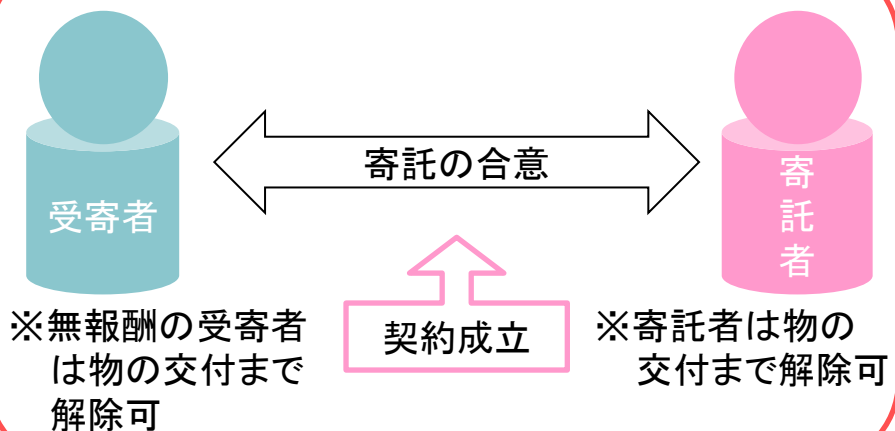 寄託の合意
受寄者
寄託者
契約成立
※無報酬の受寄者
は物の交付まで
解除可
※寄託者は物の
交付まで解除可